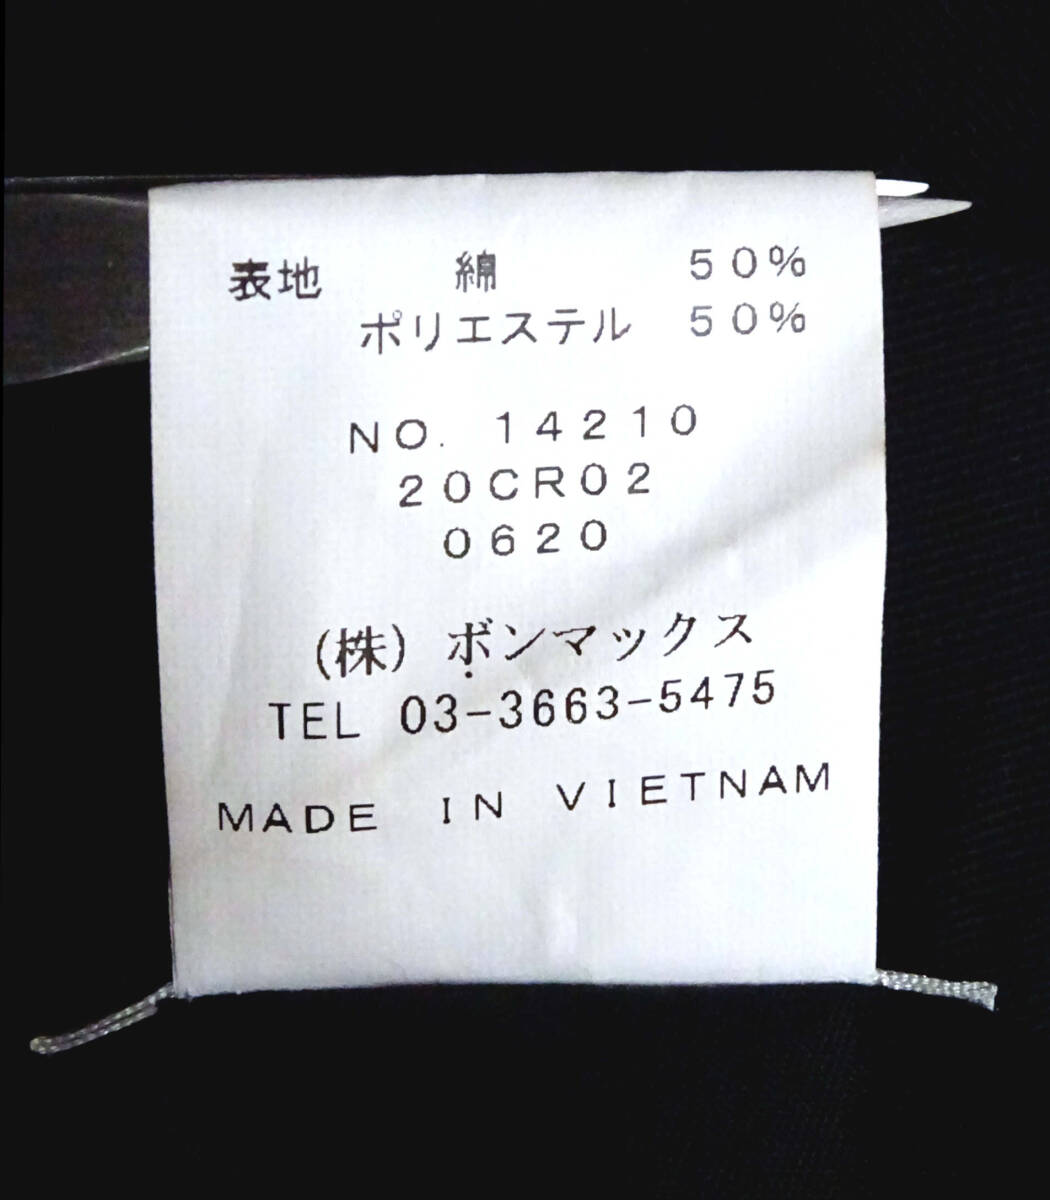 表地 綿 50%
ポリエステル 50%
NO. 14210
20CR02
0620
(株) ボンマックス
TEL 03-3663-5475
MADE IN VIETNAM